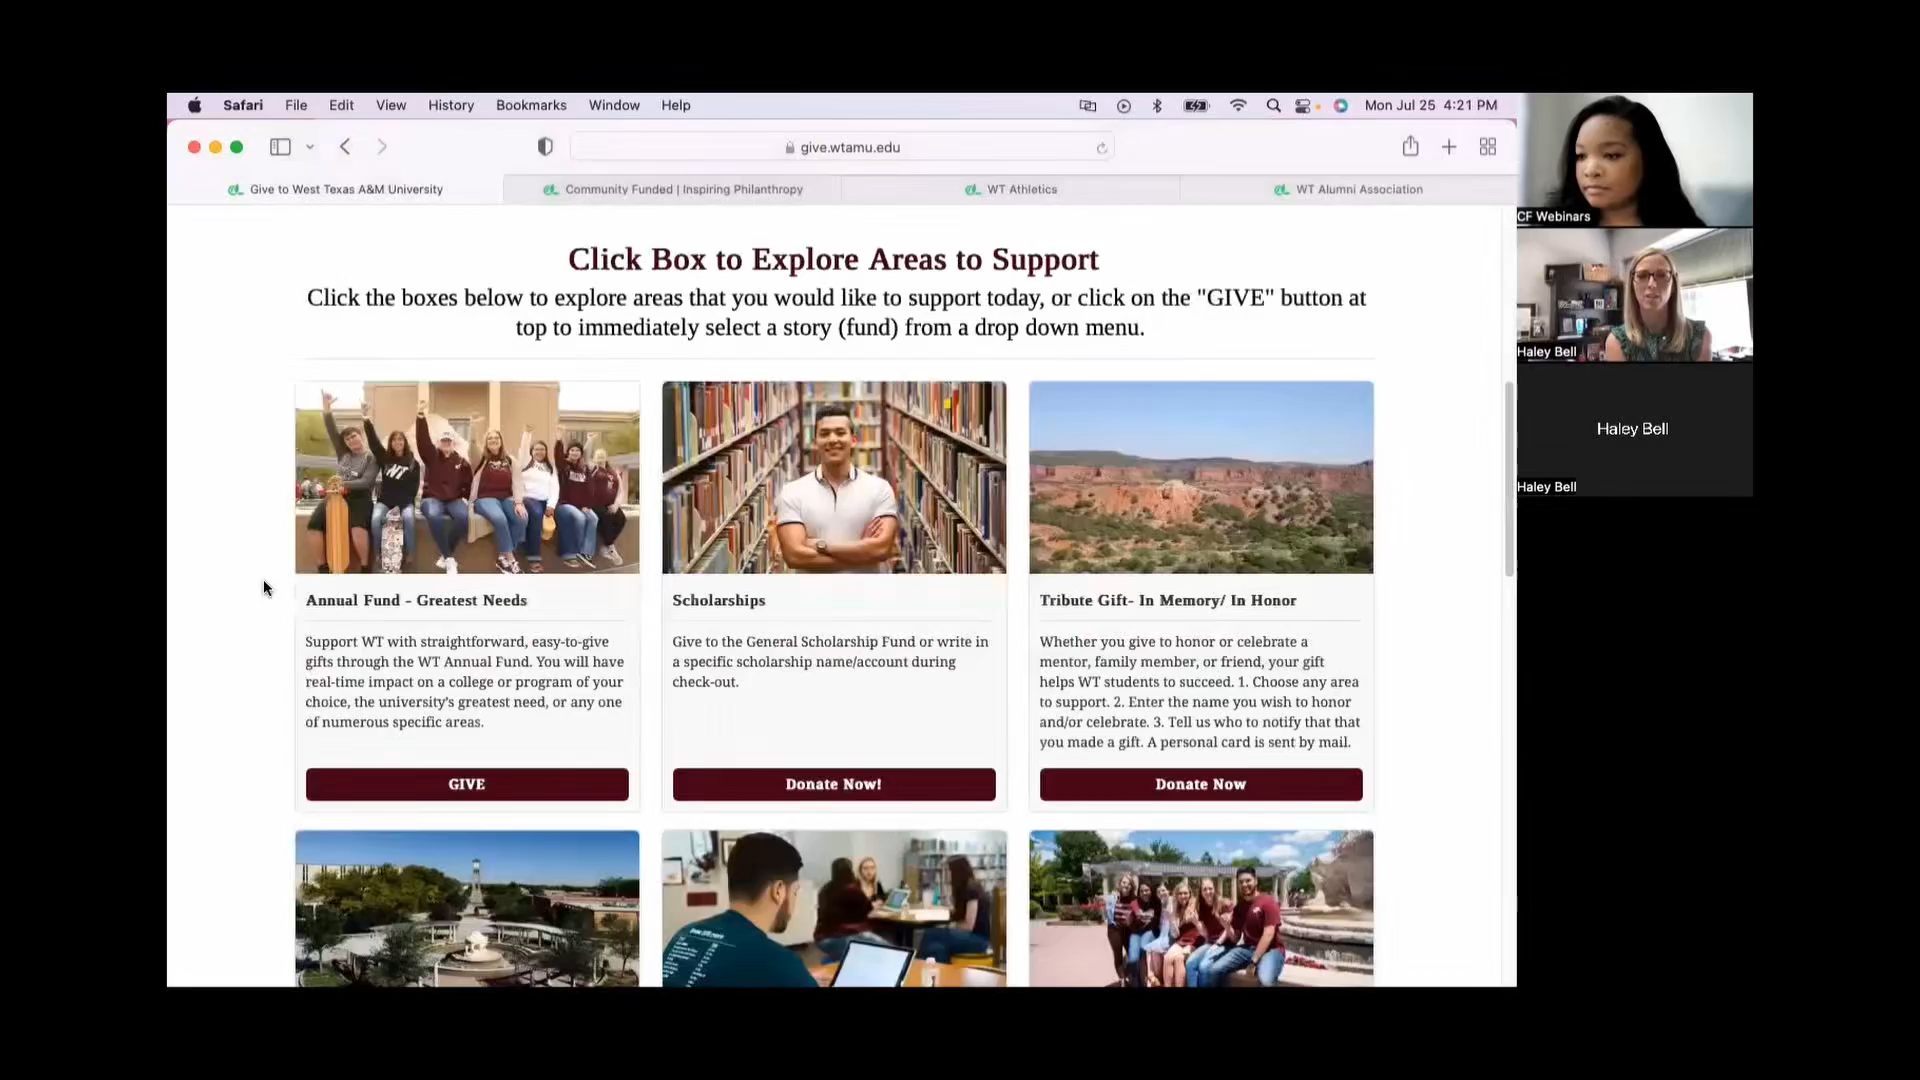 Safari File Edit View History Bookmarks Window Help Mon Jul 25 4:21 PM
give.wtamu.edu
Give to West Texas A&M University Community Funded | Inspiring Philanthropy WT Athletics WT Alumni Association
CF Webinars
Haley Bell
Haley Bell
Haley Bell
Click Box to Explore Areas to Support
Click the boxes below to explore areas that you would like to support today, or click on the "GIVE" button at
top to immediately select a story (fund) from a drop down menu.
Annual Fund - Greatest Needs
Support WT with straightforward, easy-to-give
gifts through the WT Annual Fund. You will have
real-time impact on a college or program of your
choice, the university's greatest need, or any one
of numerous specific areas.
GIVE
Scholarships
Give to the General Scholarship Fund or write in
a specific scholarship name/account during
check-out.
Donate Now!
Tribute Gift- In Memory/ In Honor
Whether you give to honor or celebrate a
mentor, family member, or friend, your gift
helps WT students to succeed. 1. Choose any area
to support. 2. Enter the name you wish to honor
and/or celebrate. 3. Tell us who to notify that that
you made a gift. A personal card is sent by mail.
Donate Now